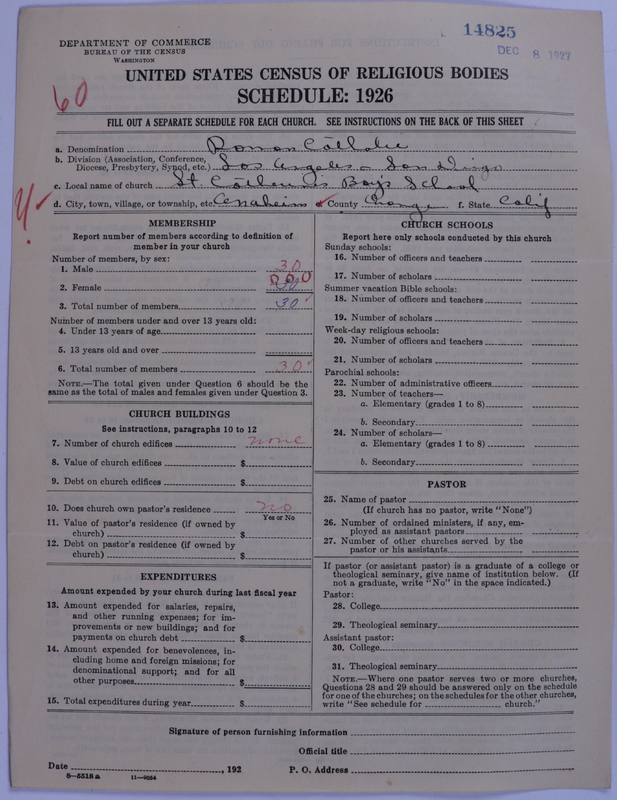 14825
DEC 8 1927
DEPARTMENT OF COMMERCE
BUREAU OF THE CENSUS
WASHINGTON
UNITED STATES CENSUS OF RELIGIOUS BODIES
SCHEDULE: 1926
60
FILL OUT A SEPARATE SCHEDULE FOR EACH CHURCH. SEE INSTRUCTIONS ON THE BACK OF THIS SHEET
a. Denomination Roman Catholic
b. Division (Association, Conference, Diocese, Presbytery, Synod, etc.) Los Angeles - San Diego
c. Local name of church St. Catherines Boys School
d. City, town, village, or township, etc. Anaheim e. County Orange f. State Calif
MEMBERSHIP
Report number of members according to definition of
member in your church
Number of members, by sex:
1. Male 30
2. Female
3. Total number of members 30
Number of members under and over 13 years old:
4. Under 13 years of age
5. 13 years old and over
6. Total number of members 30
NOTE.—The total given under Question 6 should be the
same as the total of males and females given under Question 3.
CHURCH BUILDINGS
See instructions, paragraphs 10 to 12
7. Number of church edifices none
8. Value of church edifices $
9. Debt on church edifices $
10. Does church own pastor's residence no
Yes or No
11. Value of pastor's residence (if owned by
church) $
12. Debt on pastor's residence (if owned by
church) $
EXPENDITURES
Amount expended by your church during last fiscal year
13. Amount expended for salaries, repairs,
and other running expenses; for im-
provements or new buildings; and for
payments on church debt $
14. Amount expended for benevolences, in-
cluding home and foreign missions; for
denominational support; and for all
other purposes $
15. Total expenditures during year $
CHURCH SCHOOLS
Report here only schools conducted by this church
Sunday schools:
16. Number of officers and teachers
17. Number of scholars
Summer vacation Bible schools:
18. Number of officers and teachers
19. Number of scholars
Week-day religious schools:
20. Number of officers and teachers
21. Number of scholars
Parochial schools:
22. Number of administrative officers
23. Number of teachers—
a. Elementary (grades 1 to 8)
b. Secondary
24. Number of scholars—
a. Elementary (grades 1 to 8)
b. Secondary
PASTOR
25. Name of pastor
(If church has no pastor, write "None")
26. Number of ordained ministers, if any, em-
ployed as assistant pastors
27. Number of other churches served by the
pastor or his assistants
If pastor (or assistant pastor) is a graduate of a college or
theological seminary, give name of institution below. (If
not a graduate, write "No" in the space indicated.)
Pastor:
28. College
29. Theological seminary
Assistant pastor:
30. College
31. Theological seminary
NOTE.—Where one pastor serves two or more churches,
Questions 28 and 29 should be answered only on the schedule
for one of the churches; on the schedules for the other churches,
write "See schedule for church."
Signature of person furnishing information
Official title
Date , 192 P. O. Address
8-5518 a 11-9054